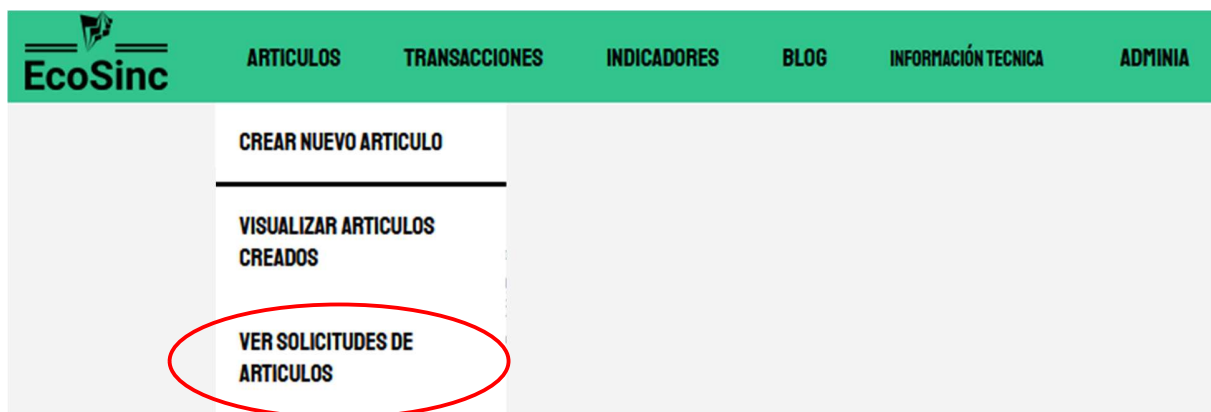 EcoSinc
ARTICULOS TRANSACCIONES INDICADORES BLOG INFORMACIÓN TECNICA ADMINIA
CREAR NUEVO ARTICULO
VISUALIZAR ARTICULOS
CREADOS
VER SOLICITUDES DE
ARTICULOS